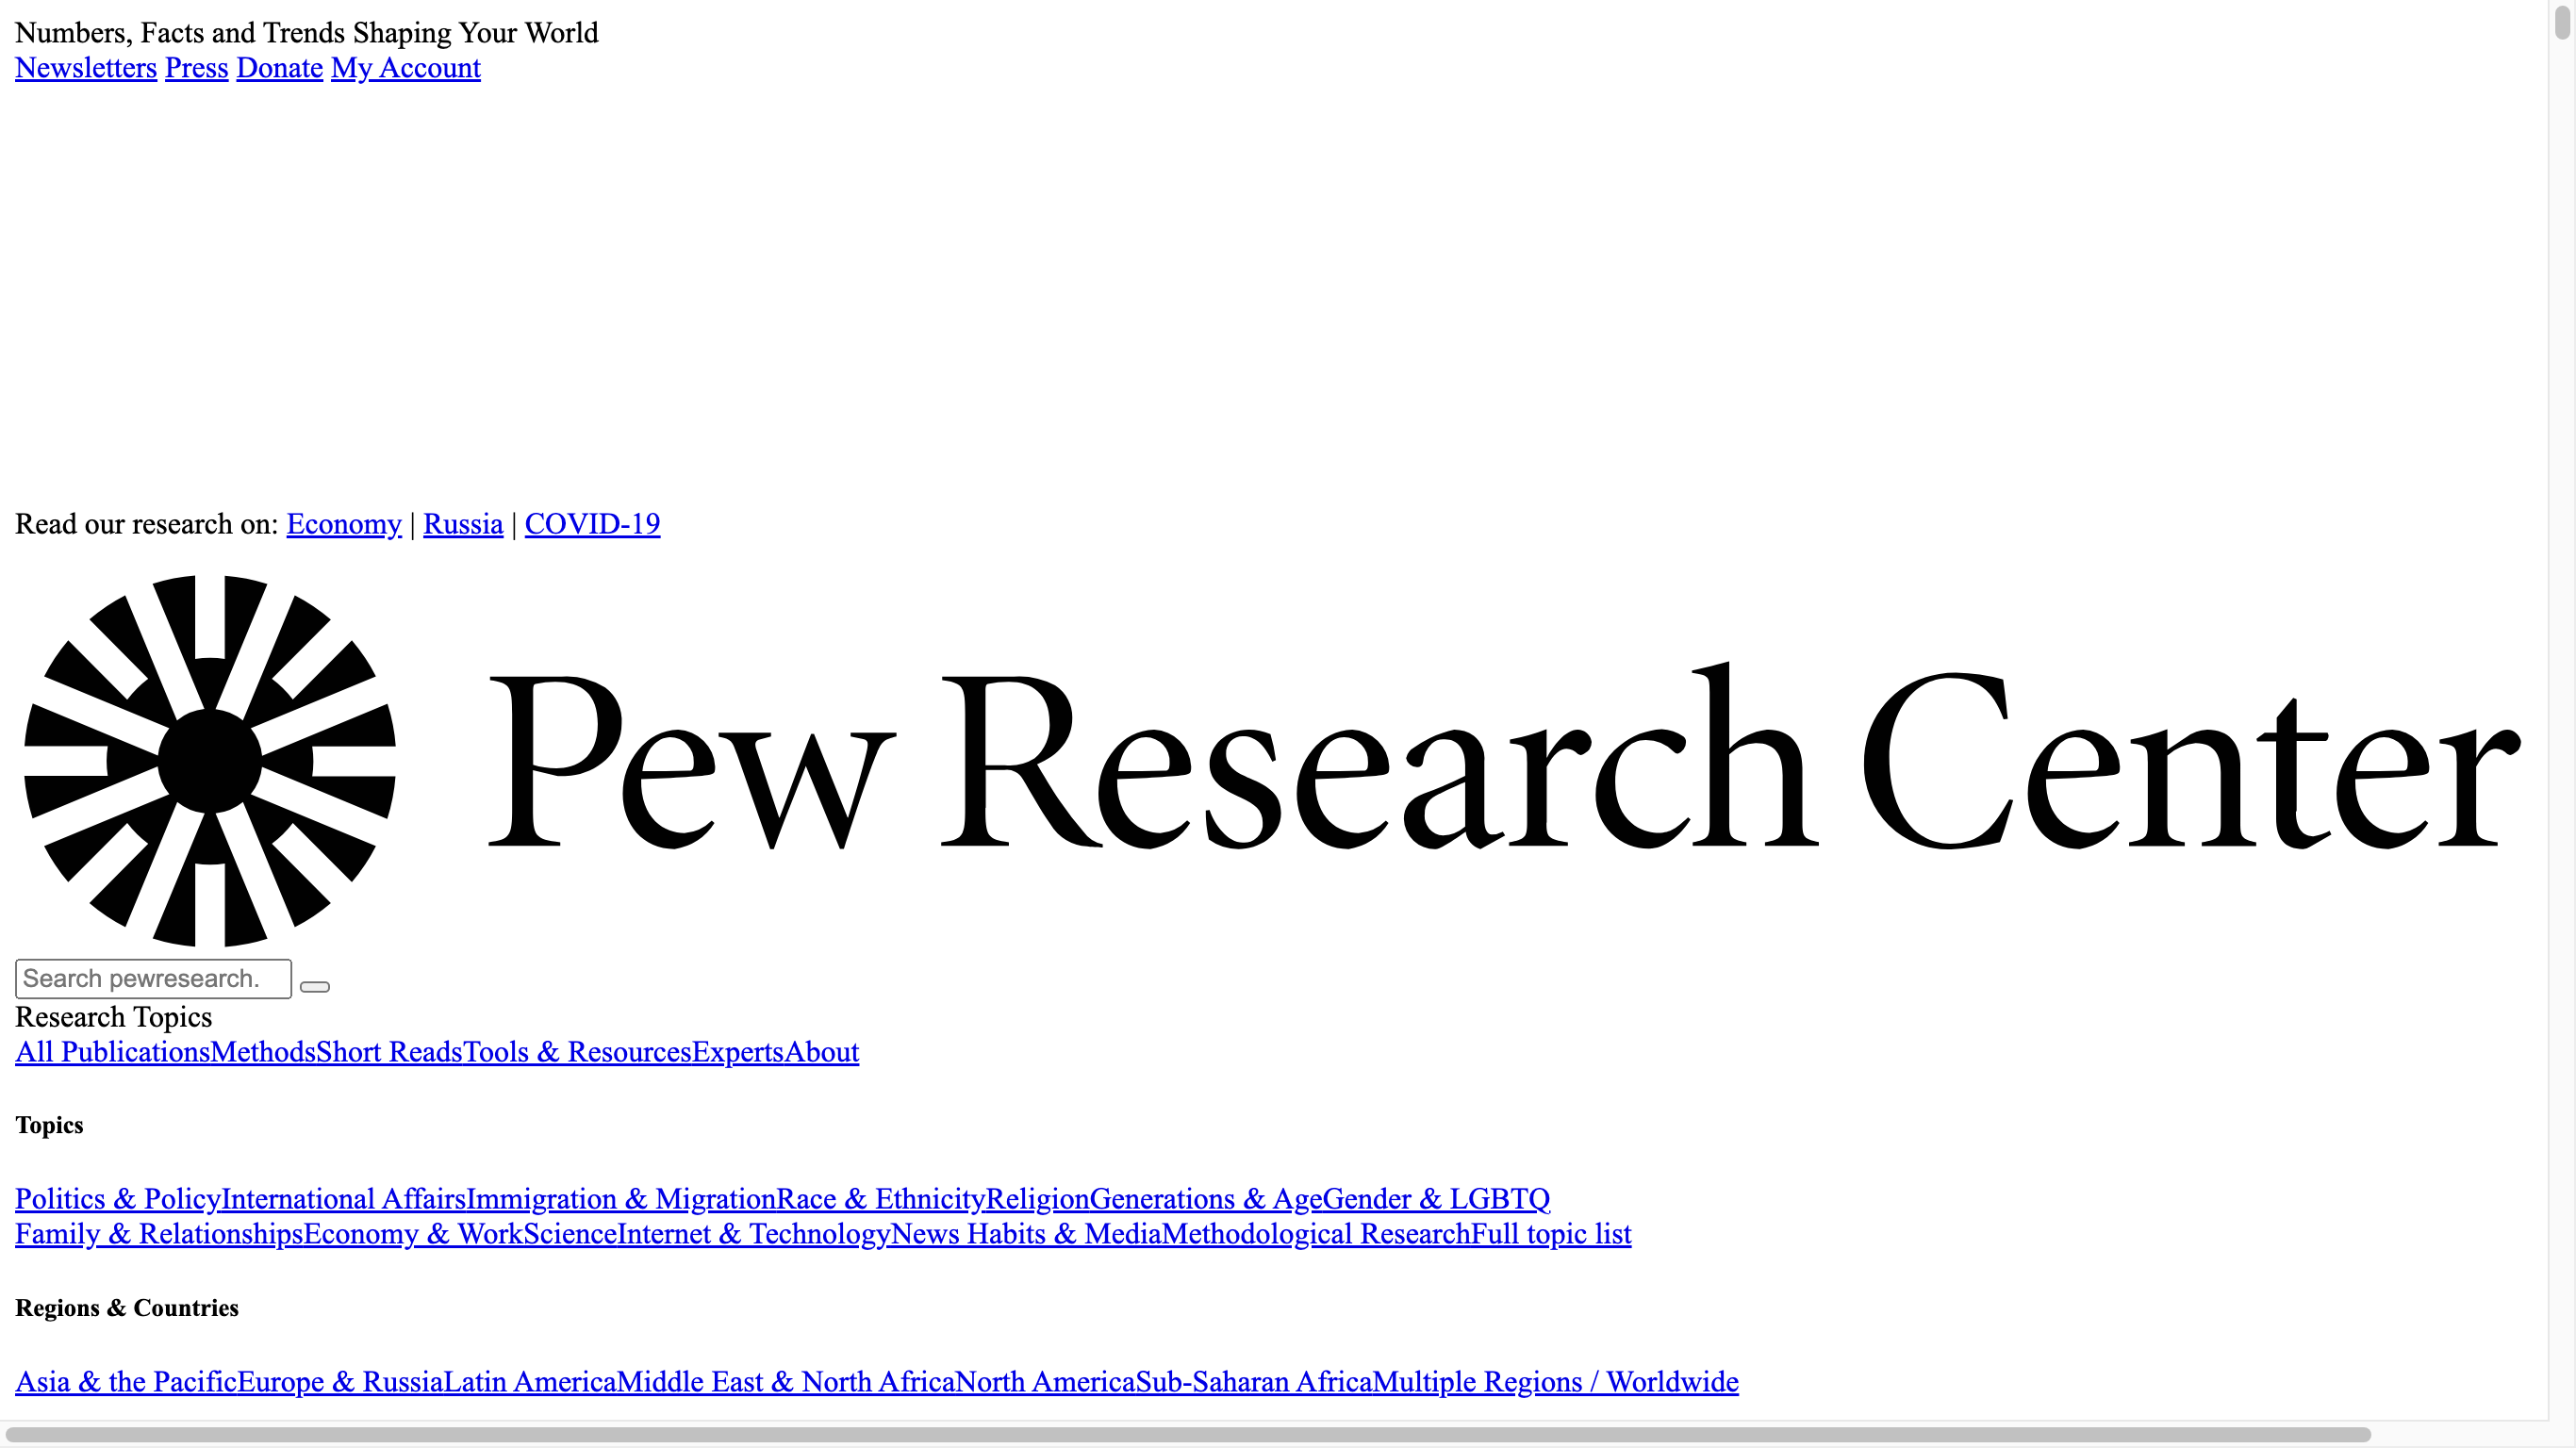 Numbers, Facts and Trends Shaping Your World
Newsletters Press Donate My Account
Read our research on: Economy | Russia | COVID-19
Pew Research Center
Search pewresearch.
Research Topics
All PublicationsMethodsShort ReadsTools & ResourcesExpertsAbout
Topics
Politics & PolicyInternational AffairsImmigration & MigrationRace & EthnicityReligionGenerations & AgeGender & LGBTQ
Family & RelationshipsEconomy & WorkScienceInternet & TechnologyNews Habits & MediaMethodological ResearchFull topic list
Regions & Countries
Asia & the PacificEurope & RussiaLatin AmericaMiddle East & North AfricaNorth AmericaSub-Saharan AfricaMultiple Regions / Worldwide